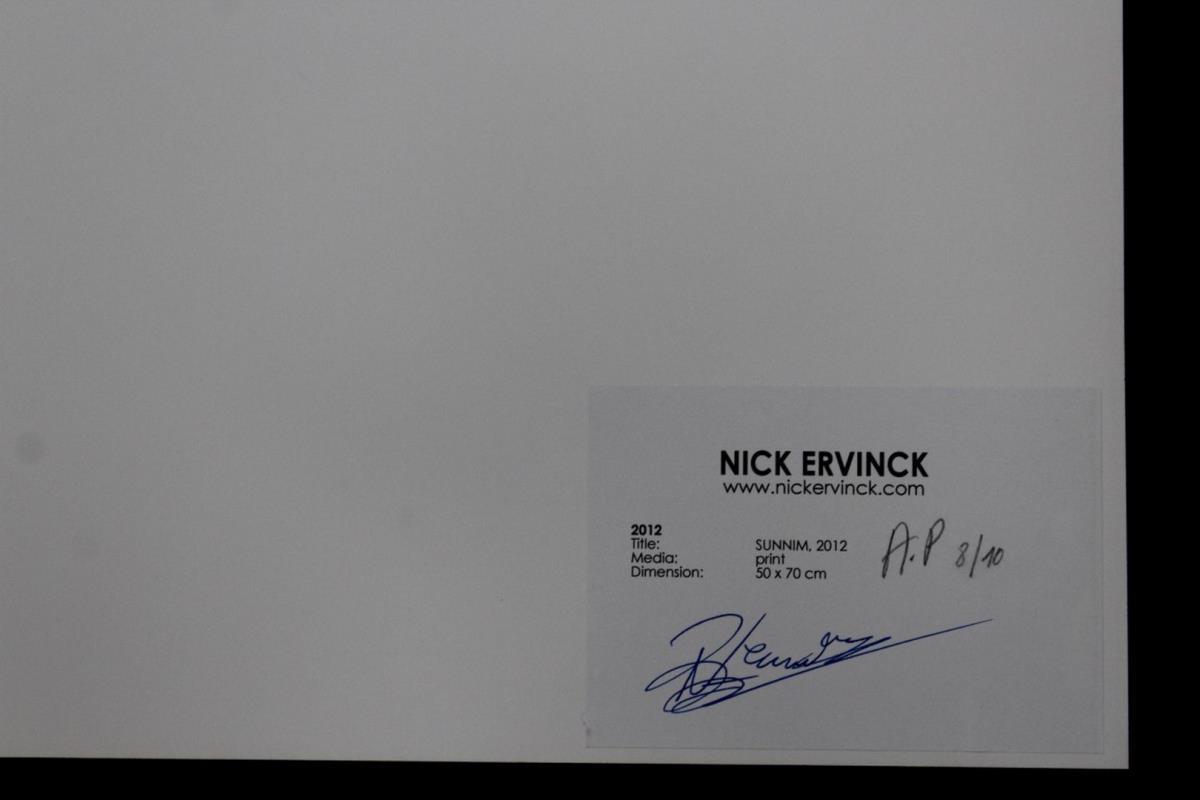 NICK ERVINCK
www.nickervinck.com
2012
Title: SUNNIM, 2012
Media: print
Dimension: 50 x 70 cm
A.P 8/10